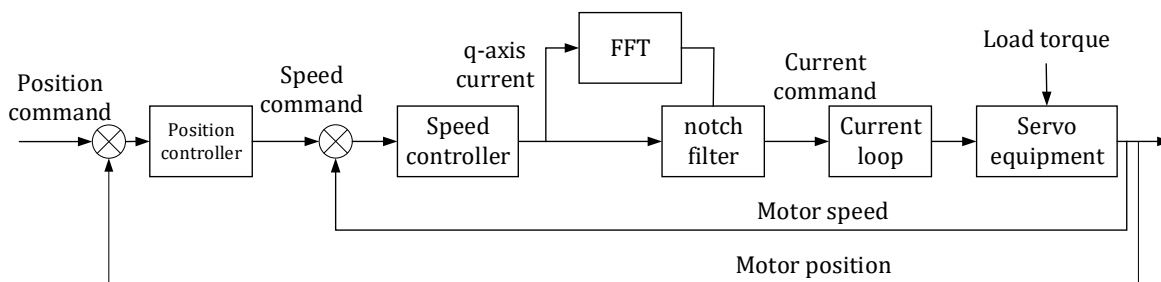 FFT
Load torque
q-axis
current
Position
command
Speed
command
Current
command
Position
controller
Speed
controller
notch
filter
Current
loop
Servo
equipment
Motor speed
Motor position